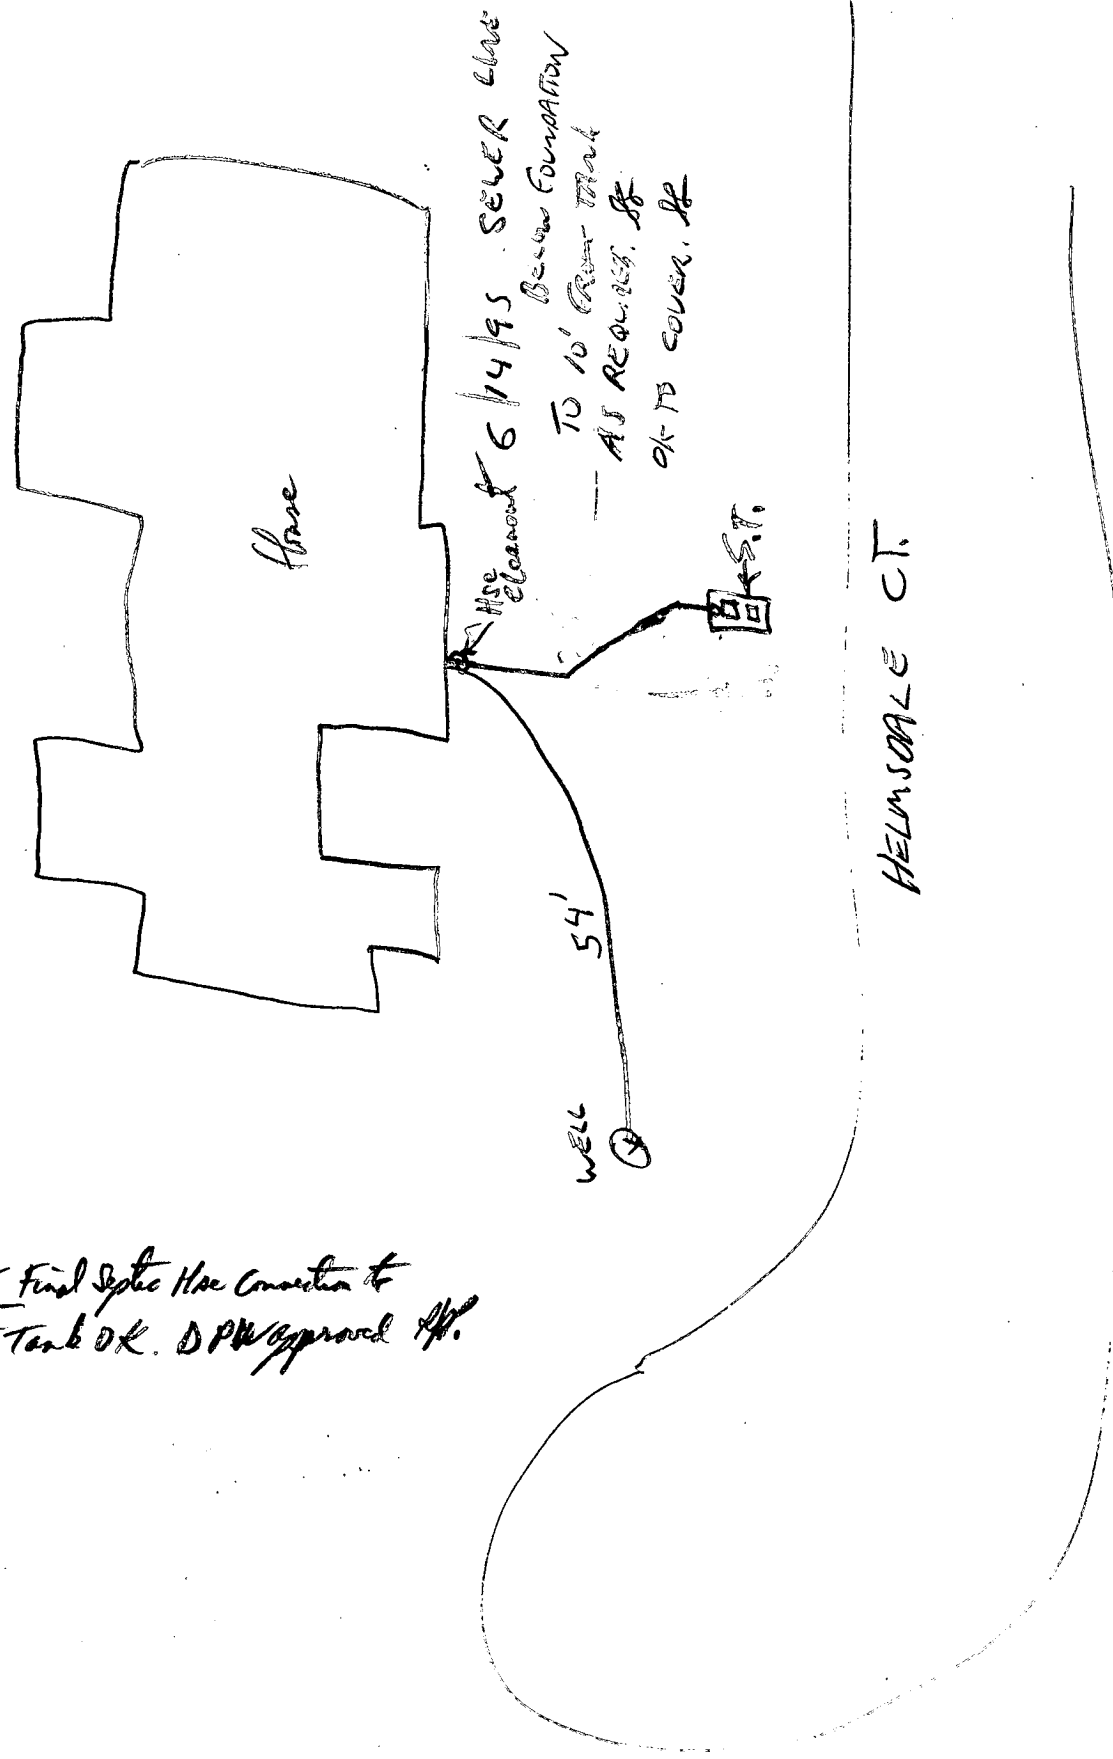 House
Hse
Cleanout
6/14/95 SEWER LINE
Below FOUNDATION
TO 10' FROM TANK
AS REQUIRED.
OK TO COVER.
S.T.
54'
WELL
HELMSDALE CT.
Final Septic Hse Connection to
Tank OK. DPW approved